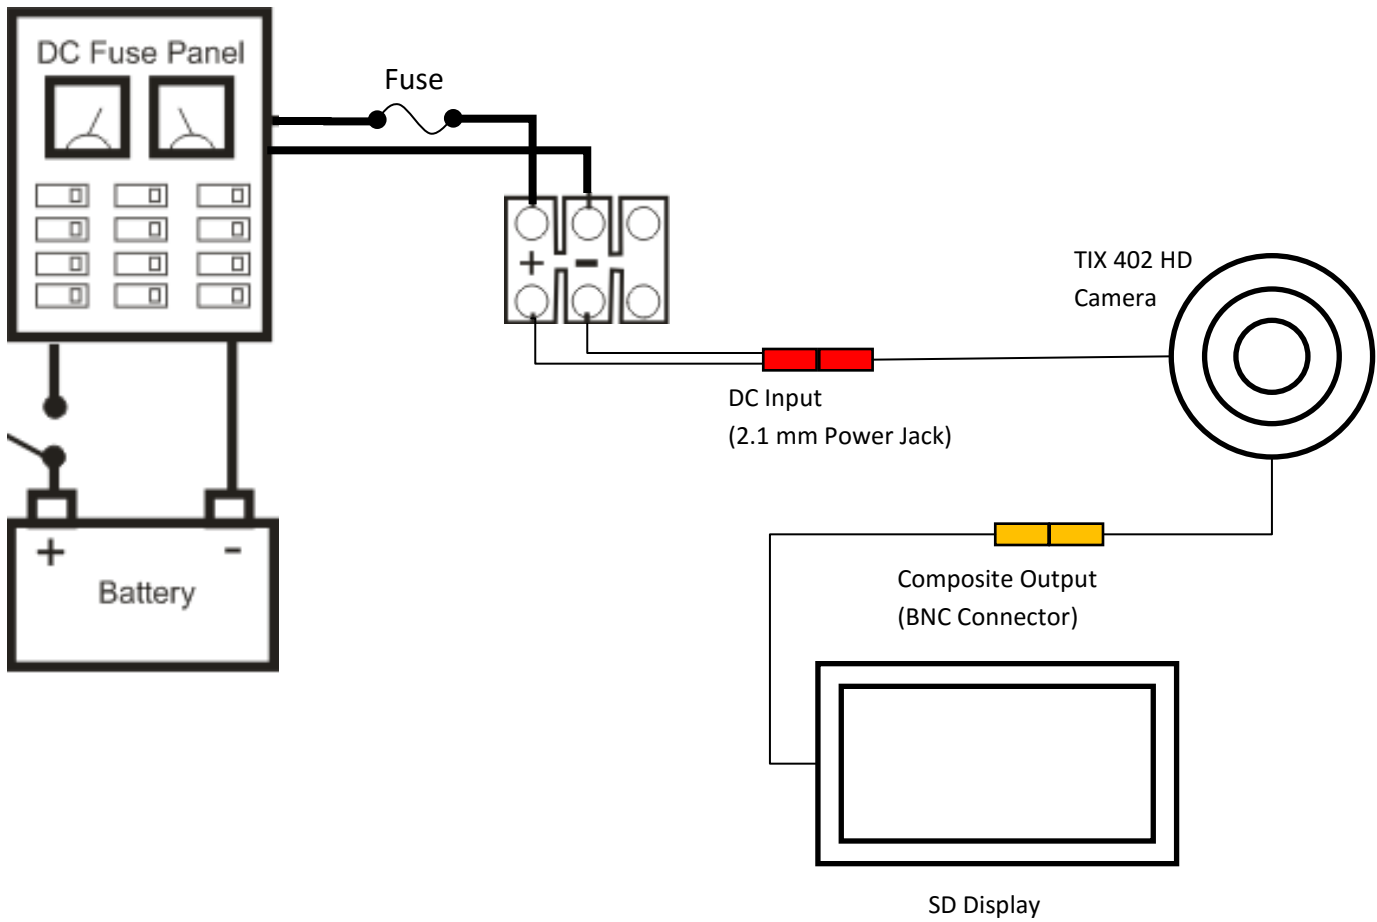 DC Fuse Panel
Fuse
+ -
TIX 402 HD
Camera
DC Input
(2.1 mm Power Jack)
+ -
Battery
Composite Output
(BNC Connector)
SD Display